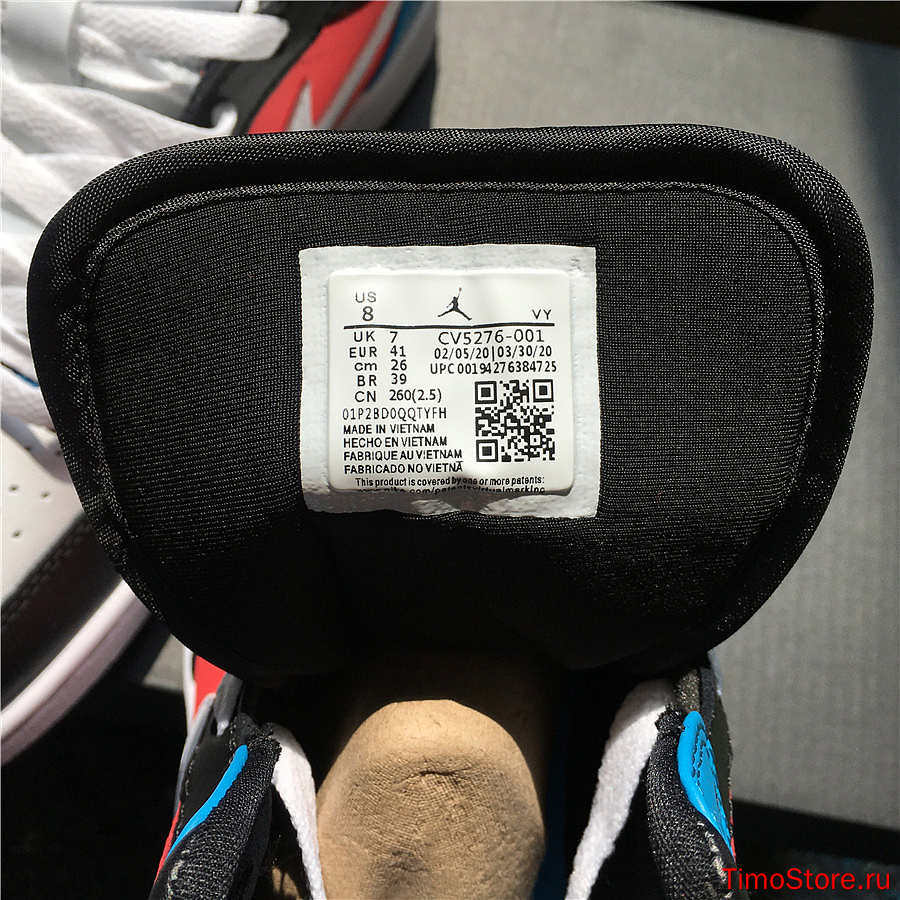 US
8
VY
UK 7 CV5276-001
EUR 41 02/05/20|03/30/20
cm 26 UPC 00194276384725
BR 39
CN 260(2.5)
01P2BD0QQTYFH
MADE IN VIETNAM
HECHO EN VIETNAM
FABRIQUE AU VIETNAM
FABRICADO NO VIETNÃ
This product is covered by one or more patents:
TimoStore.ru